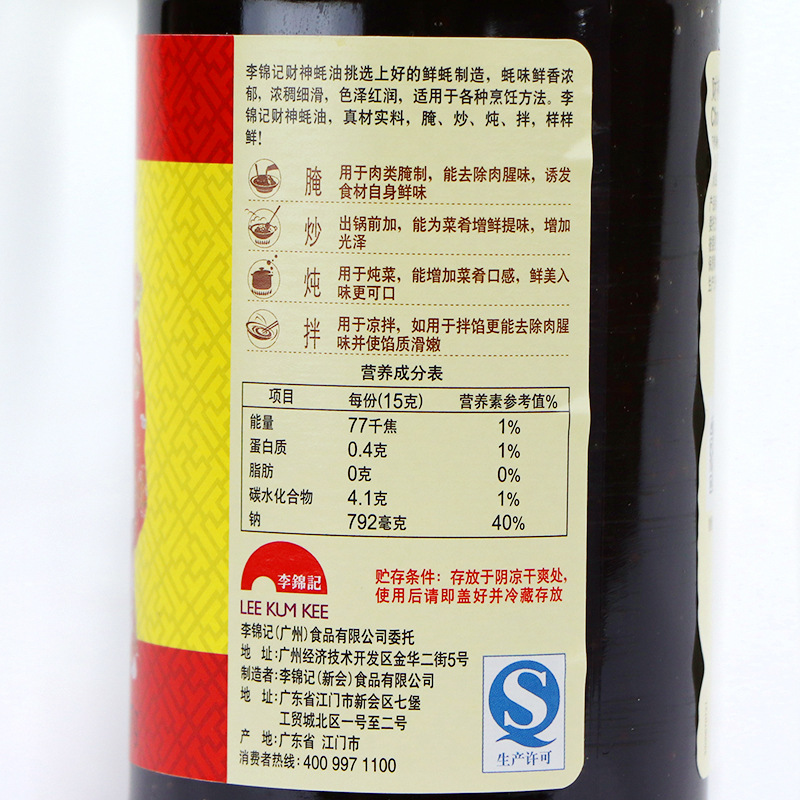 李锦记财神蚝油挑选上好的鲜蚝制造，蚝味鲜香浓
郁，浓稠细滑，色泽红润，适用于各种烹饪方法。李
锦记财神蚝油，真材实料，腌、炒、炖、拌，样样
鲜！
腌 用于肉类腌制，能去除肉腥味，诱发
食材自身鲜味
炒 出锅前加，能为菜肴增鲜提味，增加
光泽
炖 用于炖菜，能增加菜肴口感，鲜美入
味更可口
拌 用于凉拌，如用于拌馅更能去除肉腥
味并使馅质滑嫩
营养成分表
项目 每份(15克) 营养素参考值%
能量 77千焦 1%
蛋白质 0.4克 1%
脂肪 0克 0%
碳水化合物 4.1克 1%
钠 792毫克 40%
李錦記
LEE KUM KEE
贮存条件：存放于阴凉干爽处，
使用后请即盖好并冷藏存放
李锦记(广州)食品有限公司委托
地 址:广州经济技术开发区金华二街5号
制造者:李锦记(新会)食品有限公司
地 址:广东省江门市新会区七堡
工贸城北区一号至二号
产 地:广东省 江门市
消费者热线: 400 997 1100
生产许可